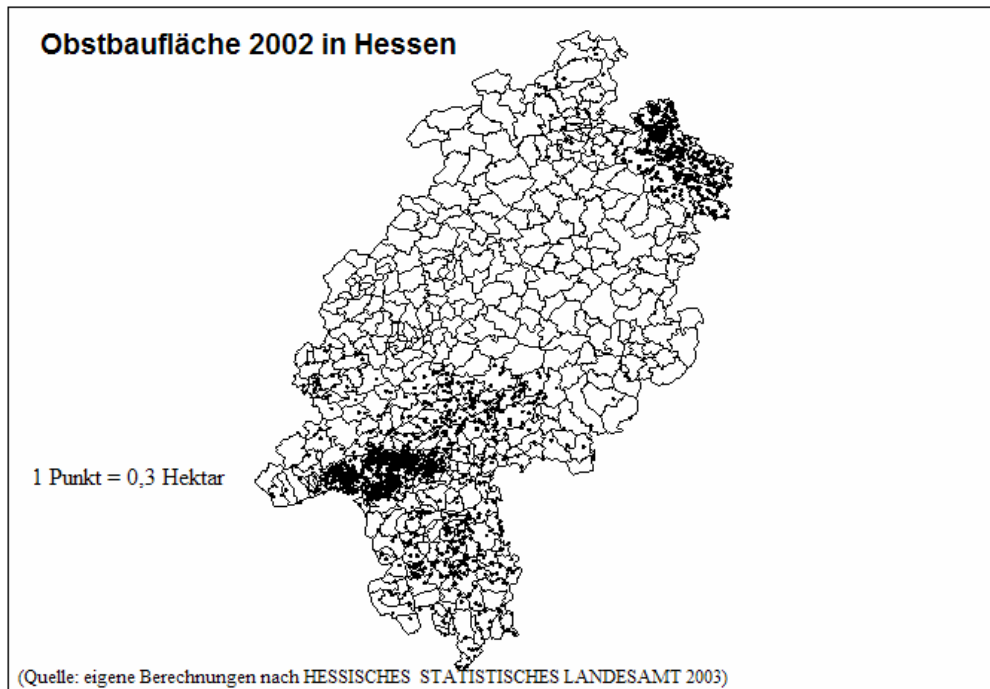 Obstbaufläche 2002 in Hessen
1 Punkt = 0,3 Hektar
(Quelle: eigene Berechnungen nach HESSISCHES STATISTISCHES LANDESAMT 2003)